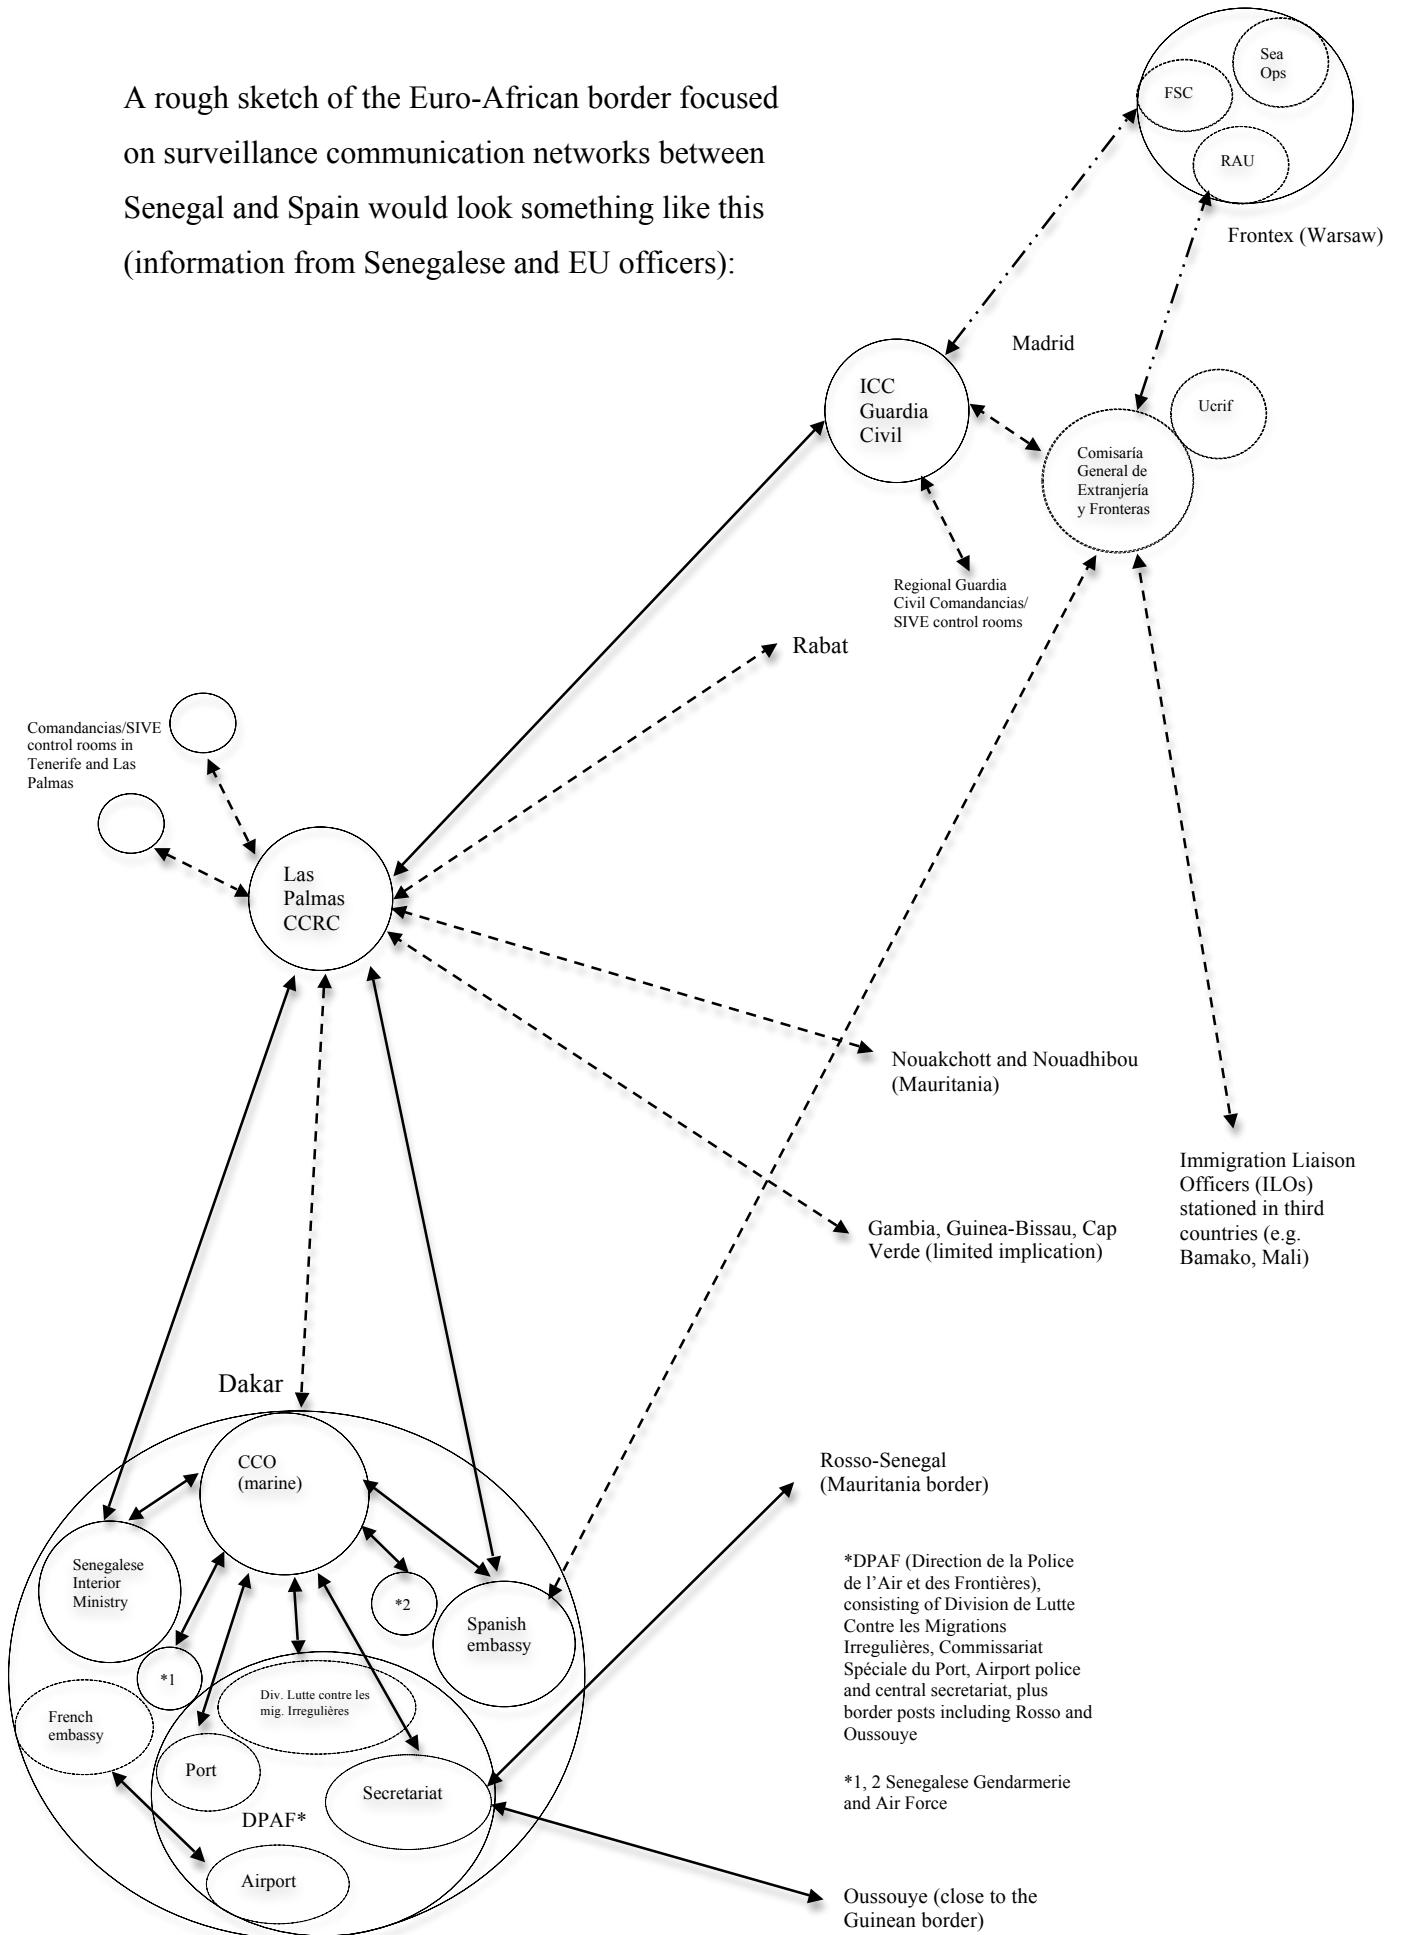 A rough sketch of the Euro-African border focused
on surveillance communication networks between
Senegal and Spain would look something like this
(information from Senegalese and EU officers):
Sea
Ops
FSC
RAU
Frontex (Warsaw)
Madrid
ICC
Guardia
Civil
Ucrif
Comisaría
General de
Extranjería
y Fronteras
Regional Guardia
Civil Comandancias/
SIVE control rooms
Rabat
Comandancias/SIVE
control rooms in
Tenerife and Las
Palmas
Las
Palmas
CCRC
Nouakchott and Nouadhibou
(Mauritania)
Immigration Liaison
Officers (ILOs)
stationed in third
countries (e.g.
Bamako, Mali)
Gambia, Guinea-Bissau, Cap
Verde (limited implication)
Dakar
CCO
(marine)
Senegalese
Interior
Ministry
*2
Spanish
embassy
*1
French
embassy
Div. Lutte contre les
mig. Irregulières
Port
Secretariat
DPAF*
Airport
Rosso-Senegal
(Mauritania border)
*DPAF (Direction de la Police
de l’Air et des Frontières),
consisting of Division de Lutte
Contre les Migrations
Irregulières, Commissariat
Spéciale du Port, Airport police
and central secretariat, plus
border posts including Rosso and
Oussouye
*1, 2 Senegalese Gendarmerie
and Air Force
Oussouye (close to the
Guinean border)